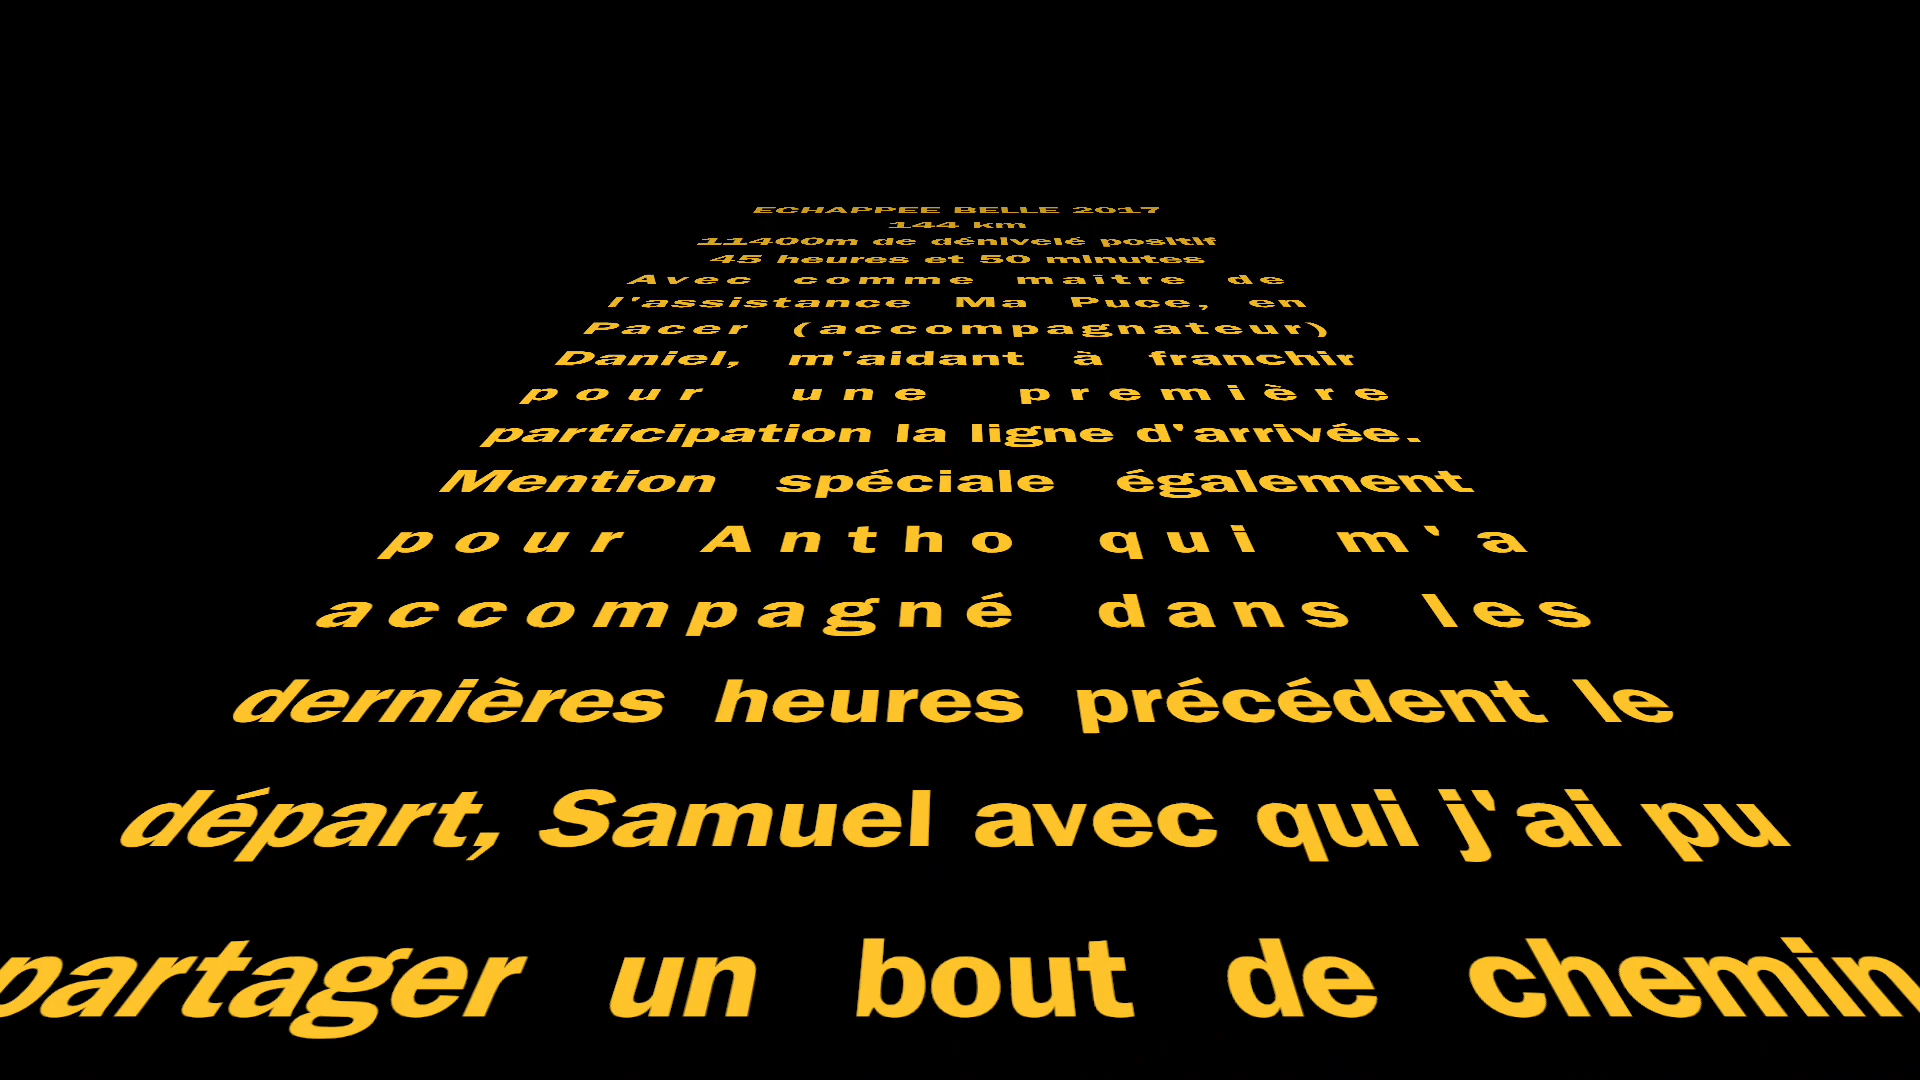 ECHAPPEE BELLE 2017
144 km
11400m de dénivelé positif
45 heures et 50 minutes
Avec comme maitre de
l'assistance Ma Puce, en
Pacer (accompagnateur)
Daniel, m'aidant à franchir
pour une première
participation la ligne d'arrivée.
Mention spéciale également
pour Antho qui m'a
accompagné dans les
dernières heures précédent le
départ, Samuel avec qui j'ai pu
partager un bout de chemin